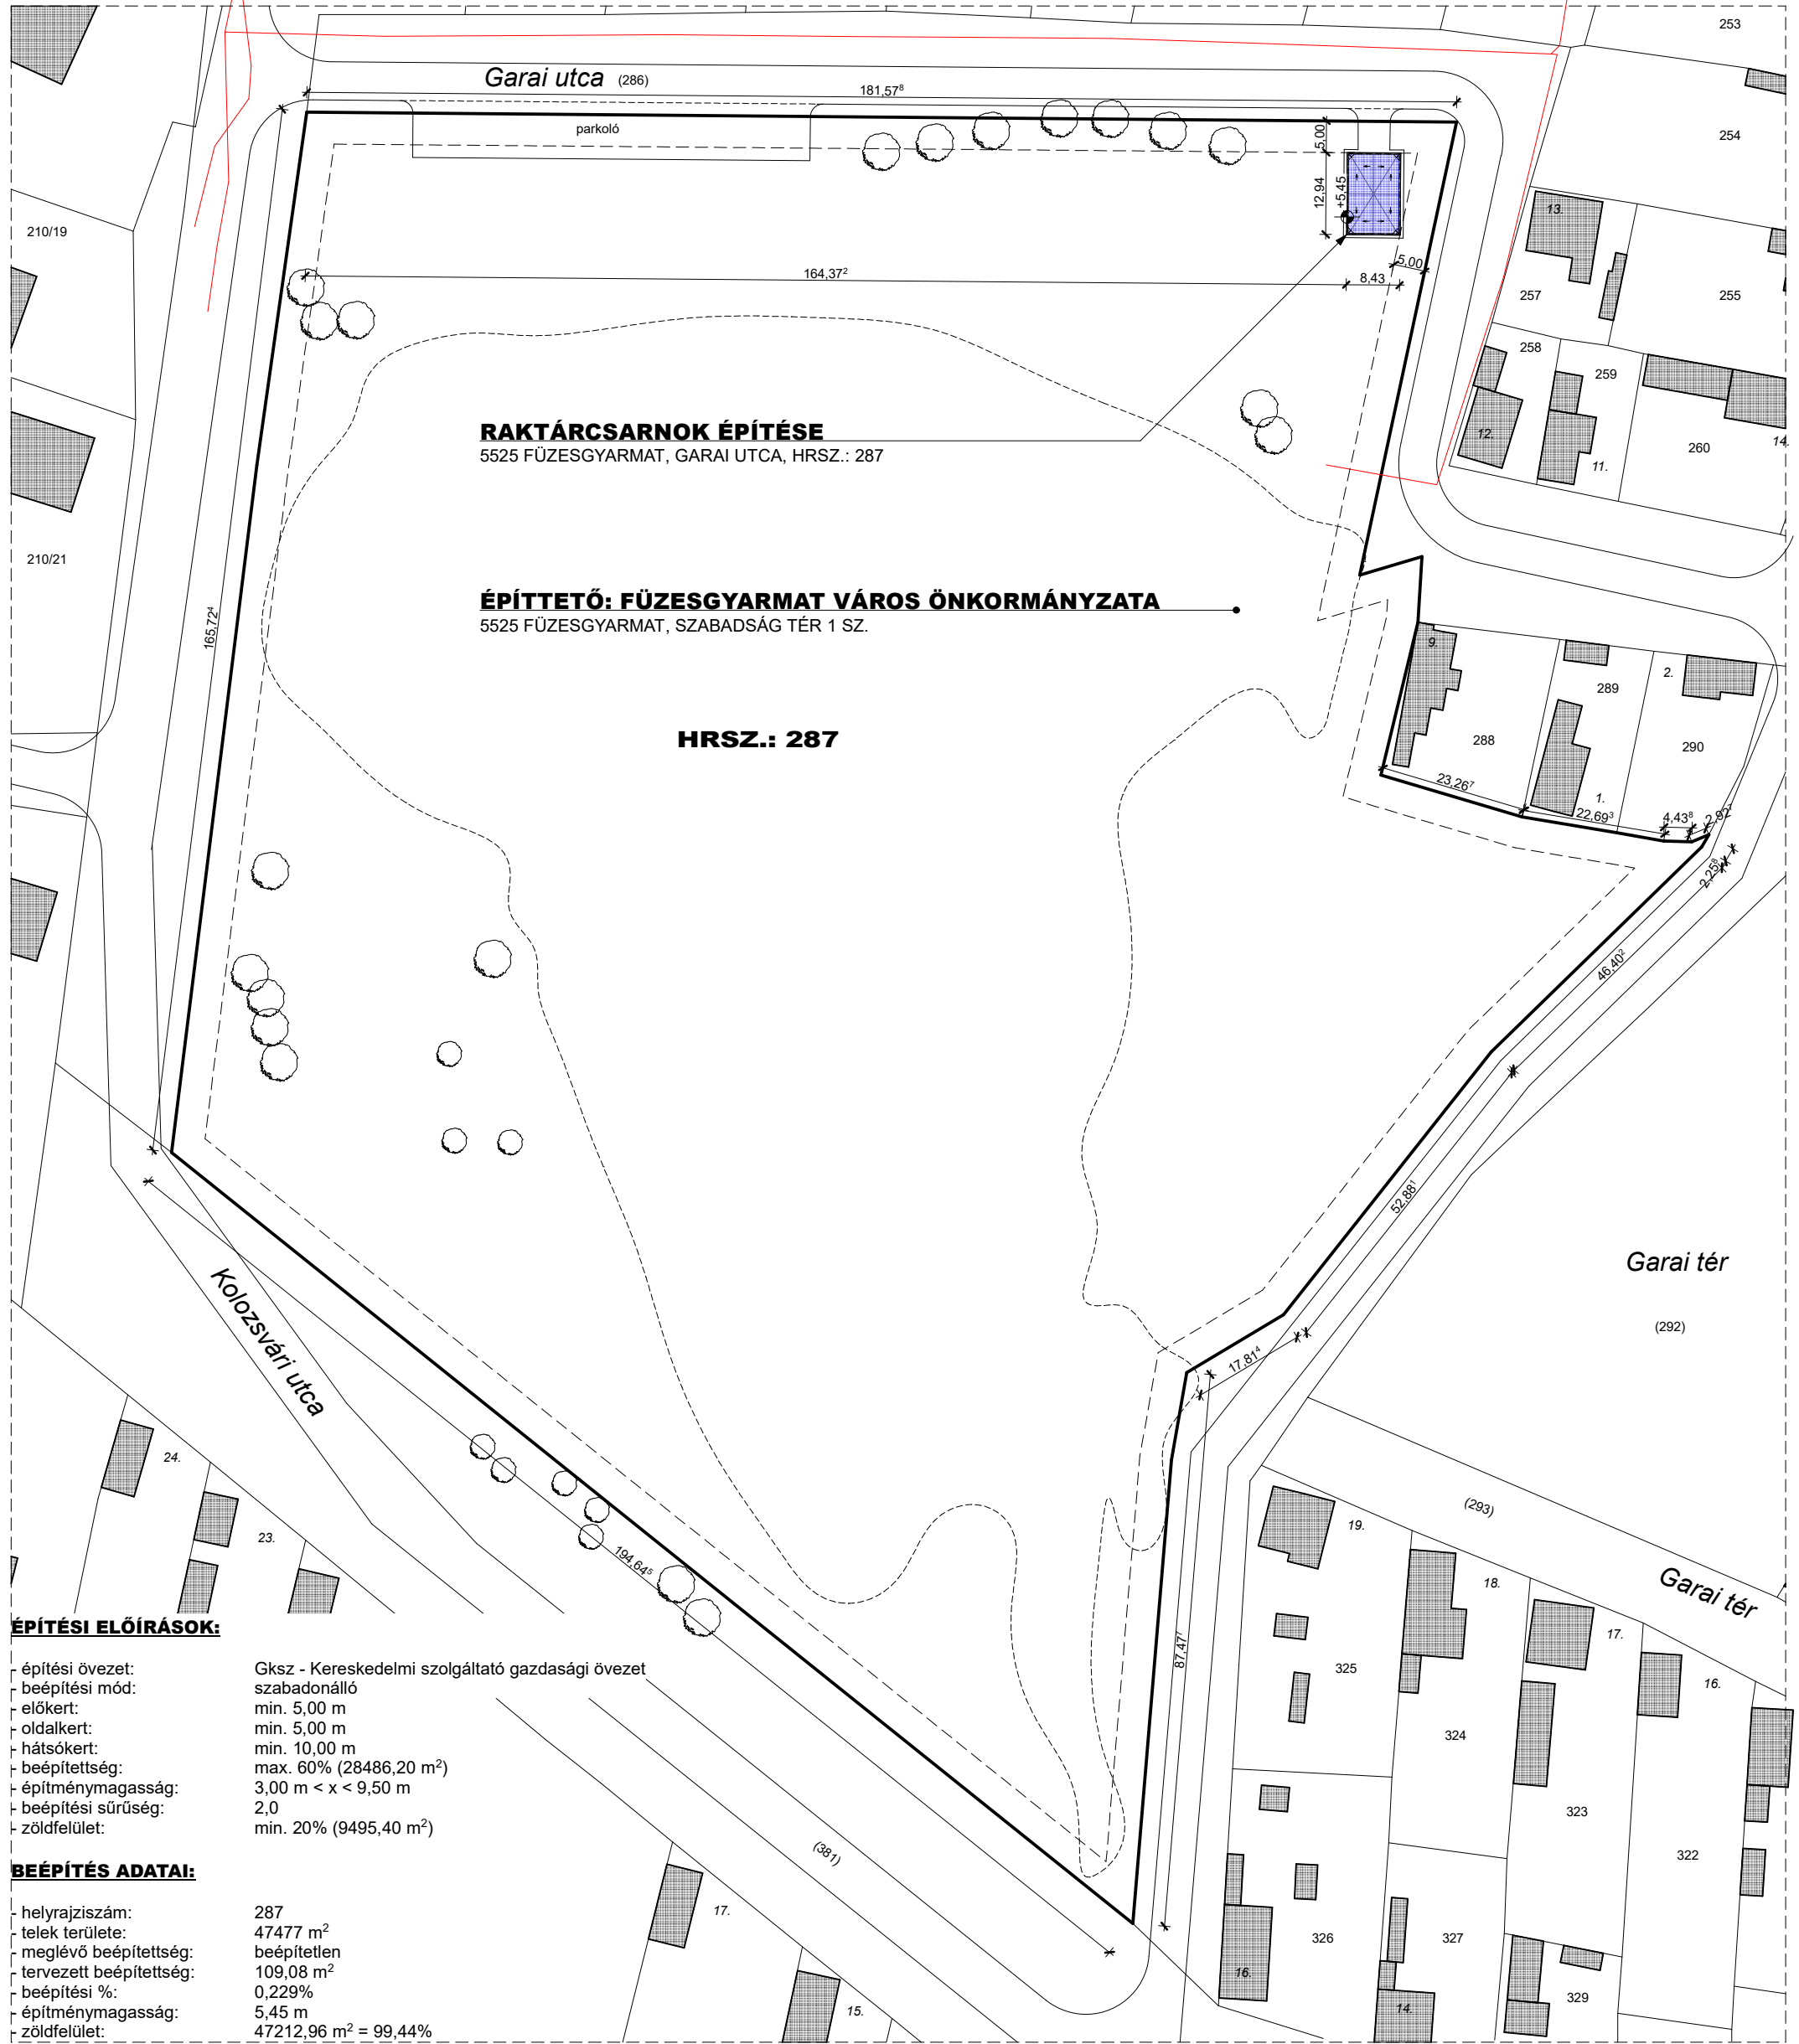 253
Garai utca (286)
181,57⁸
parkoló
5,00
254
12,94
+5,45
13.
210/19
164,37²
8,43
5,00
257
255
258
259
RAKTÁRCSARNOK ÉPÍTÉSE
5525 FÜZESGYARMAT, GARAI UTCA, HRSZ.: 287
12.
11.
260
14.
210/21
165,72⁴
ÉPÍTTETŐ: FÜZESGYARMAT VÁROS ÖNKORMÁNYZATA
5525 FÜZESGYARMAT, SZABADSÁG TÉR 1 SZ.
9.
289
2.
HRSZ.: 287
288
290
23,26⁷
1.
22,69³
4,43⁸
2,92¹
2,25⁸
46,40²
52,88¹
Garai tér
(292)
Kolozsvári utca
17,81⁴
24.
23.
194,64⁵
87,47⁷
19.
(293)
18.
Garai tér
17.
16.
325
324
323
322
ÉPÍTÉSI ELŐÍRÁSOK:
- építési övezet: Gksz - Kereskedelmi szolgáltató gazdasági övezet
- beépítési mód: szabadonálló
- előkert: min. 5,00 m
- oldalkert: min. 5,00 m
- hátsókert: min. 10,00 m
- beépítettség: max. 60% (28486,20 m²)
- építménymagasság: 3,00 m < x < 9,50 m
- beépítési sűrűség: 2,0
- zöldfelület: min. 20% (9495,40 m²)
(381)
BEÉPÍTÉS ADATAI:
- helyrajziszám: 287
- telek területe: 47477 m²
- meglévő beépítettség: beépítetlen
- tervezett beépítettség: 109,08 m²
- beépítési %: 0,229%
- építménymagasság: 5,45 m
- zöldfelület: 47212,96 m² = 99,44%
17.
15.
326
327
16.
14.
329